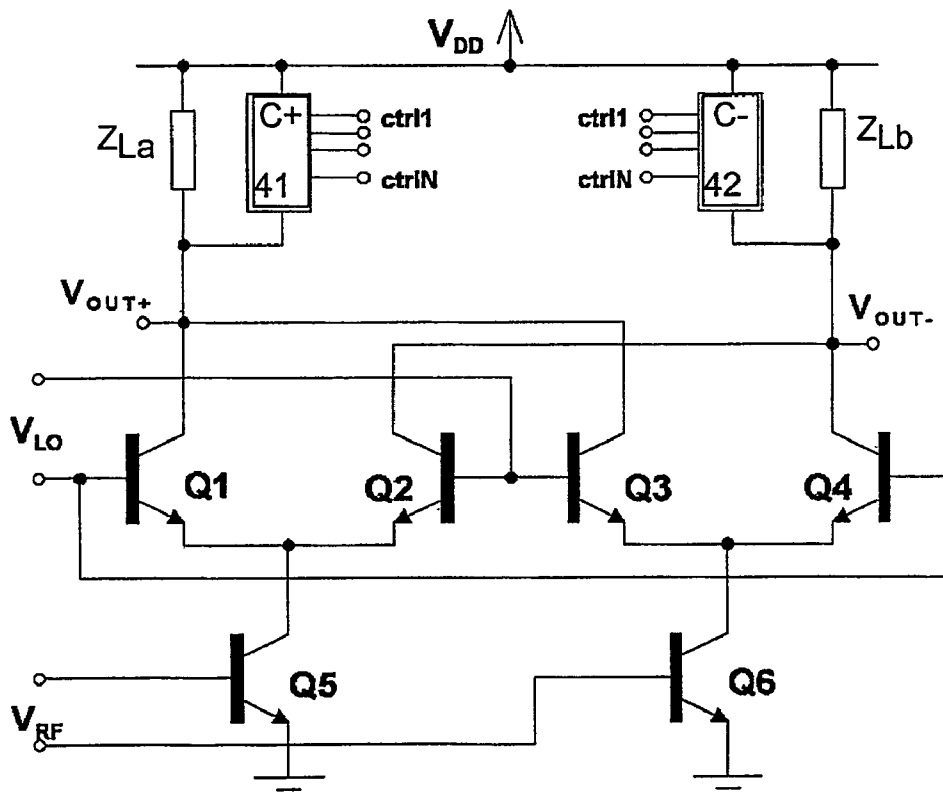 VDD
ZLa
C+
41
ctrl1
ctrlN
ctrl1
ctrlN
C-
42
ZLb
VOUT+
VOUT-
VLO
Q1
Q2
Q3
Q4
Q5
Q6
VRF